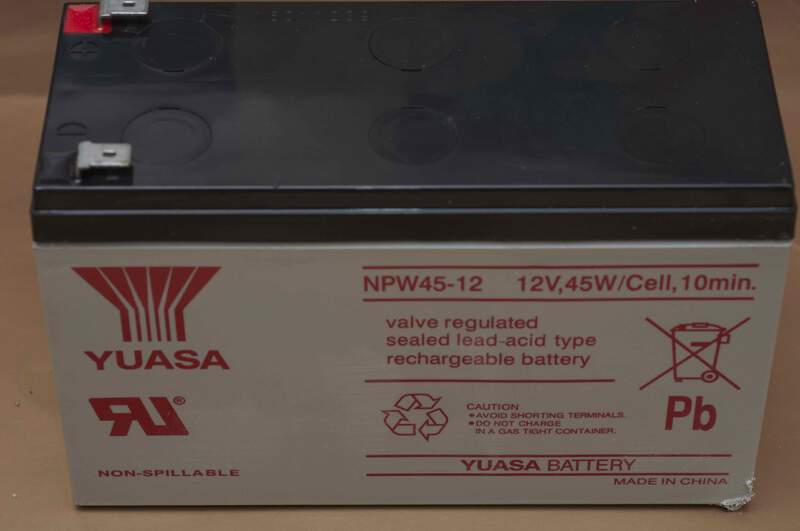 YUASA
NPW45-12 12V,45W/Cell,10min.
valve regulated
sealed lead-acid type
rechargeable battery
CAUTION
●AVOID SHORTING TERMINALS.
●DO NOT CHARGE
IN A GAS TIGHT CONTAINER.
Pb
NON-SPILLABLE
YUASA BATTERY
MADE IN CHINA